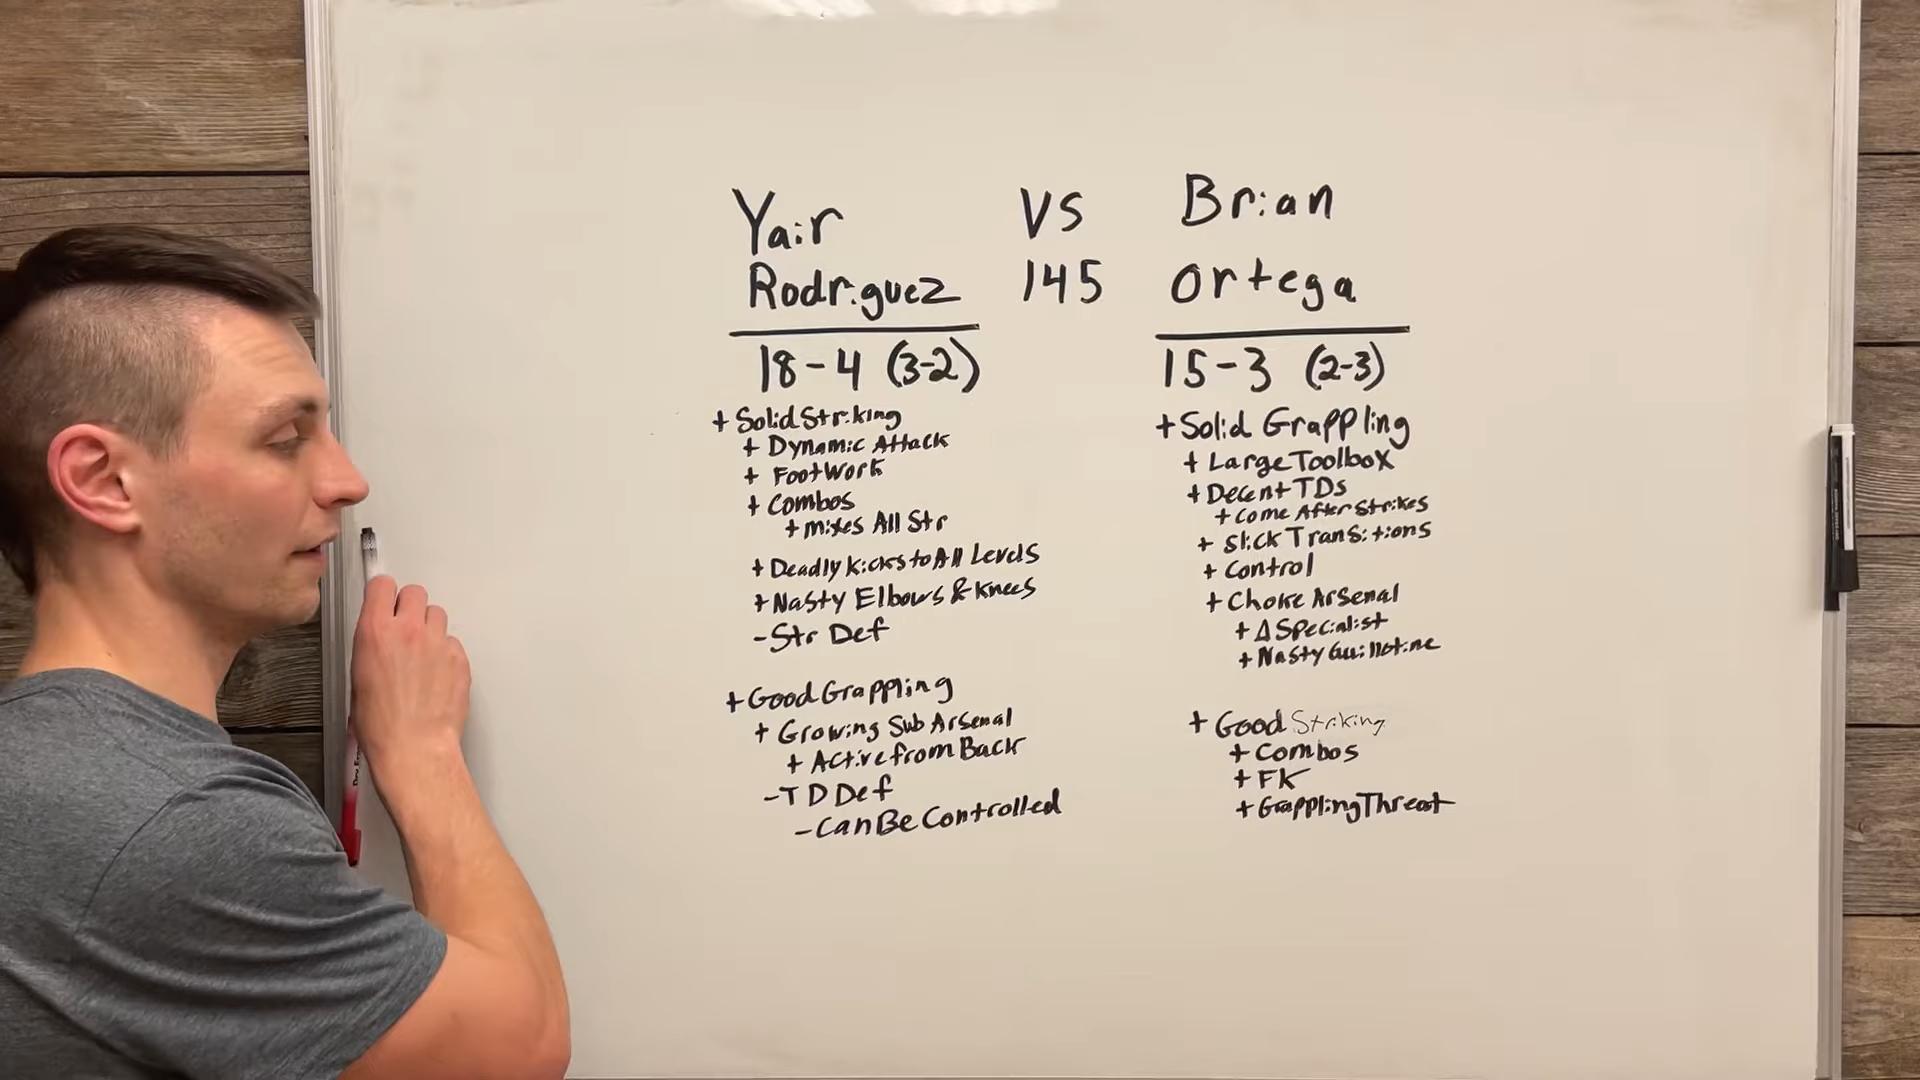 Yair VS Brian
Rodriguez 145 Ortega
18-4 (3-2) 15-3 (2-3)
+ Solid Striking
+ Dynamic Attack
+ FootWork
+ Combos
+ mixes All Str
+ Deadly Kicks to All Levels
+ Nasty Elbows & Knees
- Str Def
+ Good Grappling
+ Growing Sub Arsenal
+ Active from Back
- TD Def
- Can Be Controlled
+ Solid Grappling
+ Large Toolbox
+ Decent TDs
+ Come After Strikes
+ Slick Transitions
+ Control
+ Choke Arsenal
+ Δ Specialist
+ Nasty Guillotine
+ Good Striking
+ Combos
+ FK
+ Grappling Threat